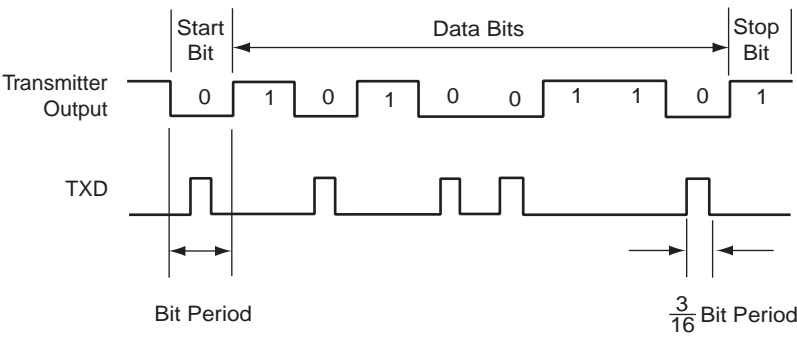 Start
Bit
Data Bits
Stop
Bit
Transmitter
Output
0 1 0 1 0 0 1 1 0 1
TXD
Bit Period
3
16
Bit Period